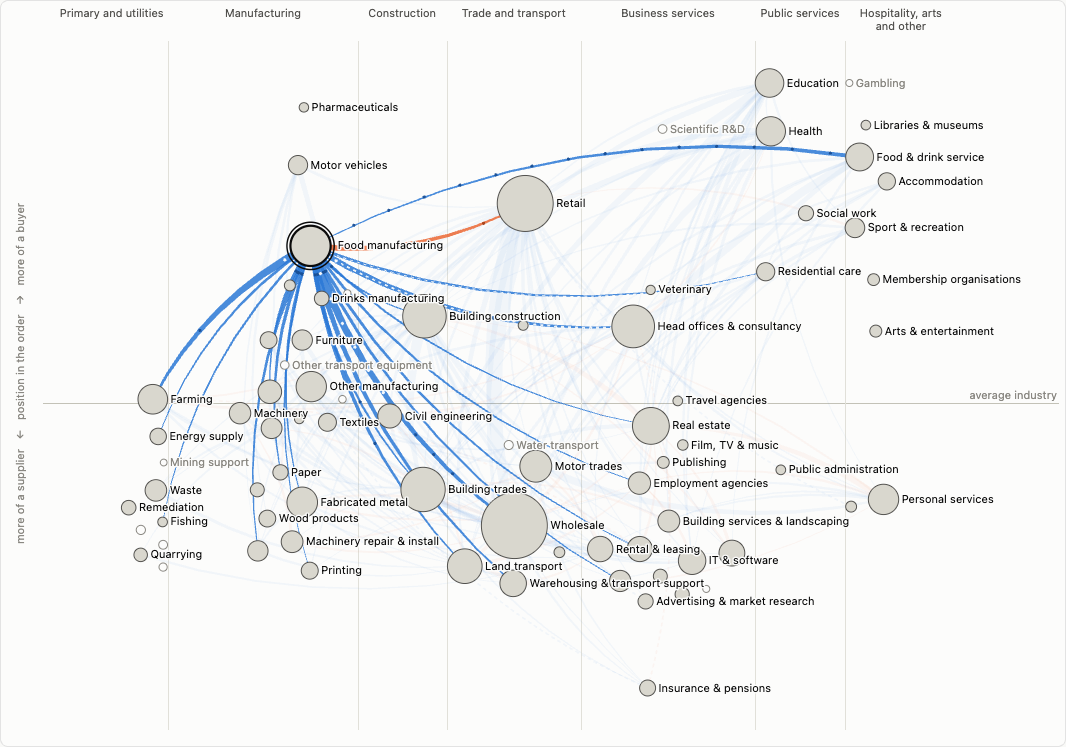 Primary and utilities
Manufacturing
Construction
Trade and transport
Business services
Public services
Hospitality, arts
and other
more of a supplier ← position in the order → more of a buyer
Education
Gambling
Pharmaceuticals
Libraries & museums
Scientific R&D
Health
Food & drink service
Motor vehicles
Accommodation
Retail
Social work
Sport & recreation
Food manufacturing
Residential care
Membership organisations
Veterinary
Drinks manufacturing
Building construction
Head offices & consultancy
Arts & entertainment
Furniture
Other transport equipment
Other manufacturing
average industry
Farming
Travel agencies
Machinery
Civil engineering
Textiles
Real estate
Energy supply
Water transport
Film, TV & music
Mining support
Motor trades
Publishing
Public administration
Paper
Employment agencies
Waste
Building trades
Personal services
Fabricated metal
Remediation
Fishing
Wood products
Building services & landscaping
Wholesale
Machinery repair & install
Rental & leasing
Quarrying
IT & software
Land transport
Printing
Warehousing & transport support
Advertising & market research
Insurance & pensions